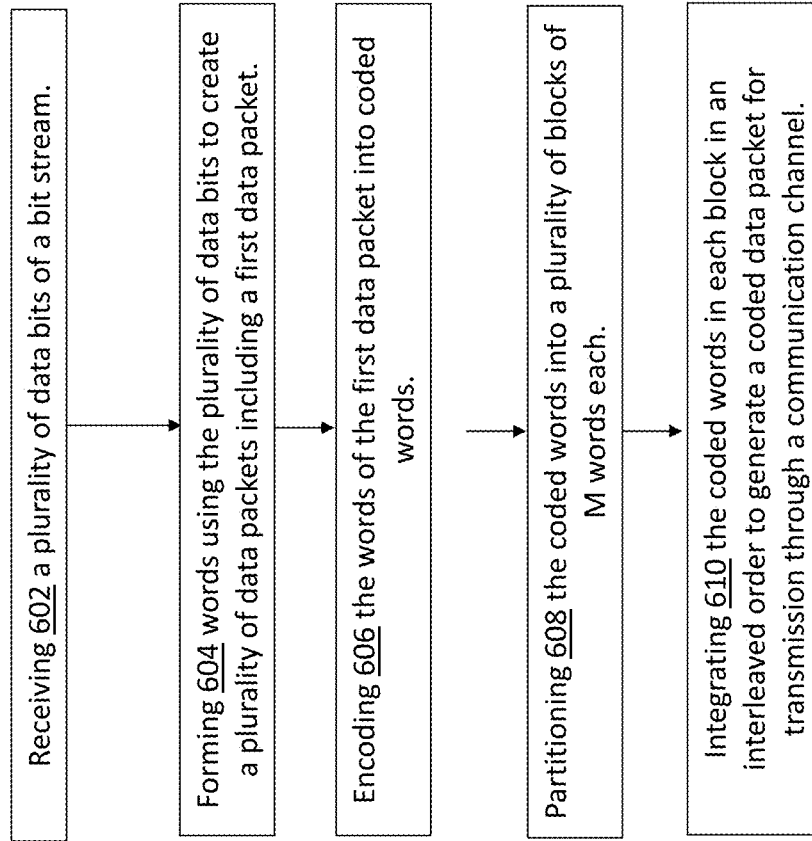 Receiving 602 a plurality of data bits of a bit stream.
Forming 604 words using the plurality of data bits to create
a plurality of data packets including a first data packet.
Encoding 606 the words of the first data packet into coded
words.
Partitioning 608 the coded words into a plurality of blocks of
M words each.
Integrating 610 the coded words in each block in an
interleaved order to generate a coded data packet for
transmission through a communication channel.